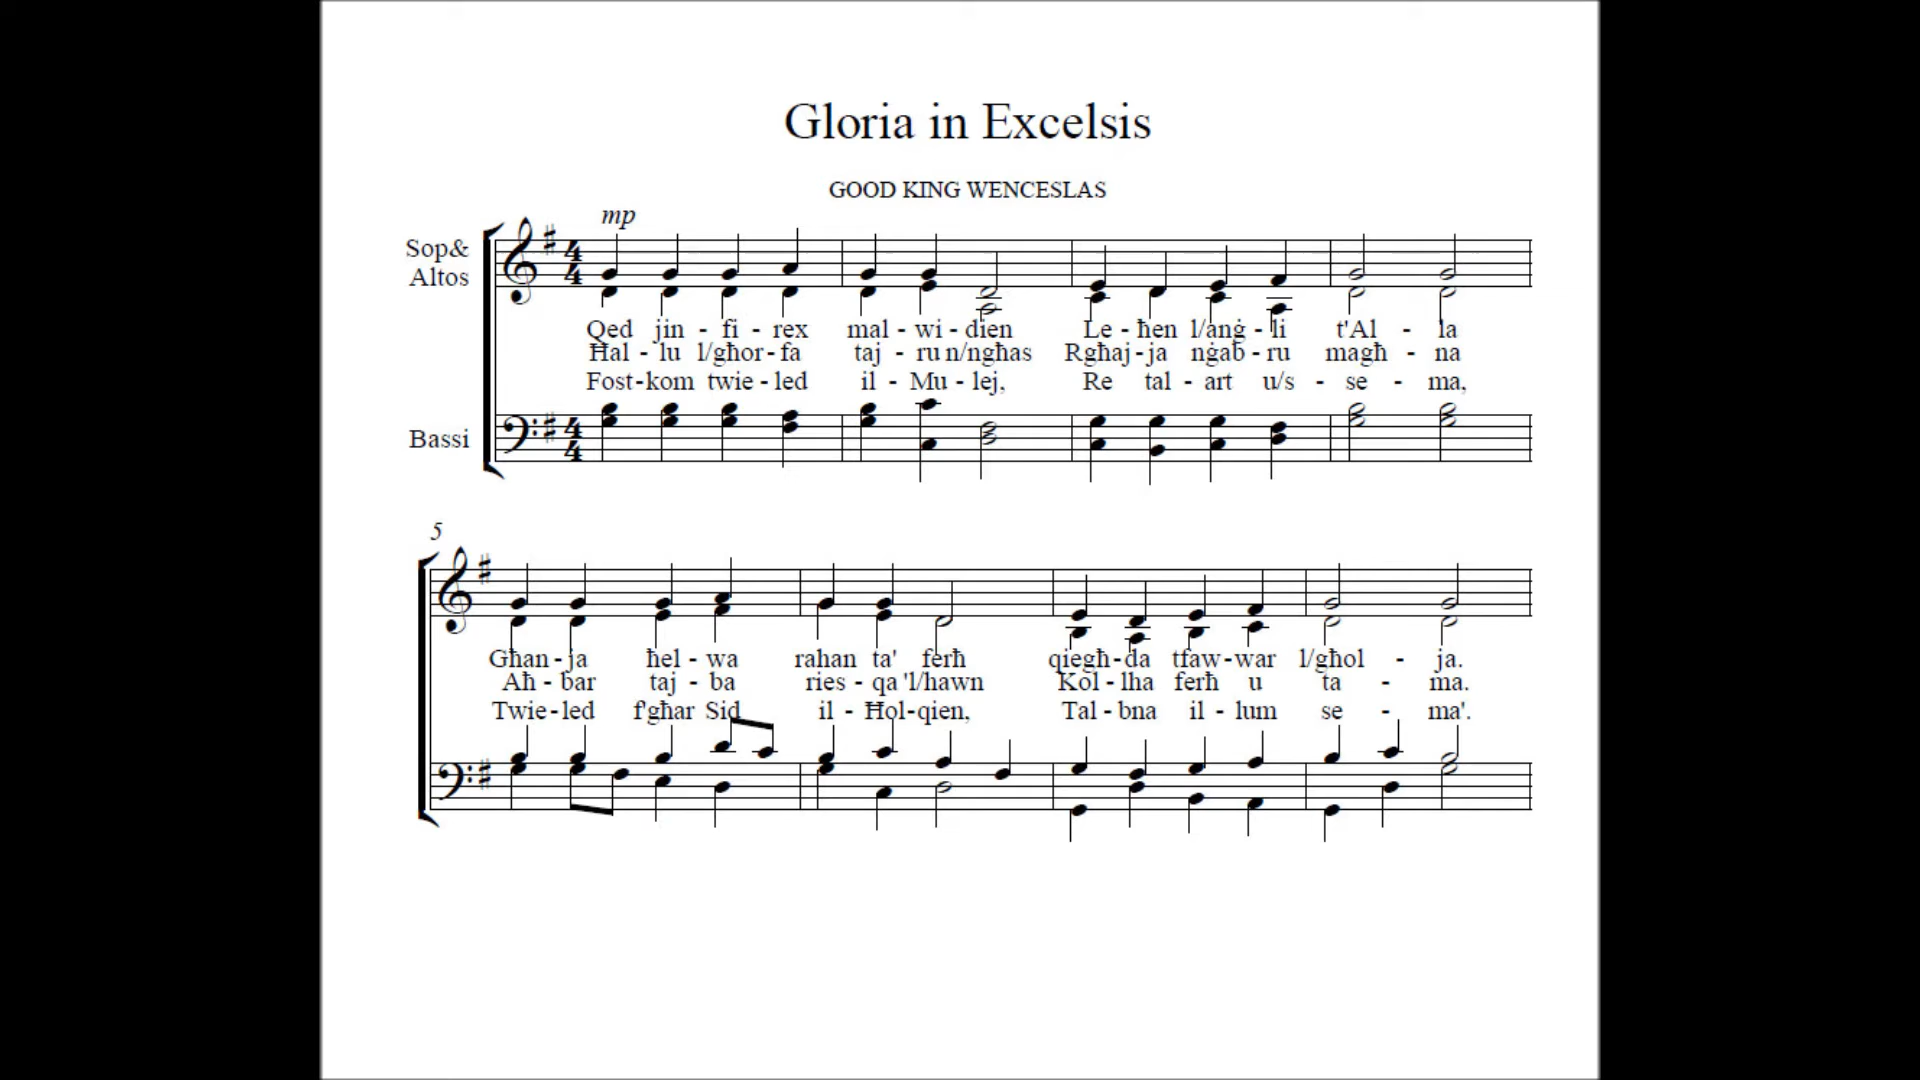 Gloria in Excelsis
GOOD KING WENCESLAS
mp
Sop&
Altos
Qed jin - fi - rex mal - wi - dien Le - ħen l/anġ - li t'Al - la
Ħal - lu l/għor - fa taj - ru n/ngħas Rgħaj - ja nġab - ru magħ - na
Fost - kom twie - led il - Mu - lej, Re tal - art u/s - se - ma,
Bassi
5
Għan - ja ħel - wa rahan ta' ferħ qiegħ - da tfaw - war l/għol - ja.
Aħ - bar taj - ba ries - qa 'l/hawn Kol - lha ferħ u ta - ma.
Twie - led f'għar Sid il - Ħol - qien, Tal - bna il - lum se - ma'.